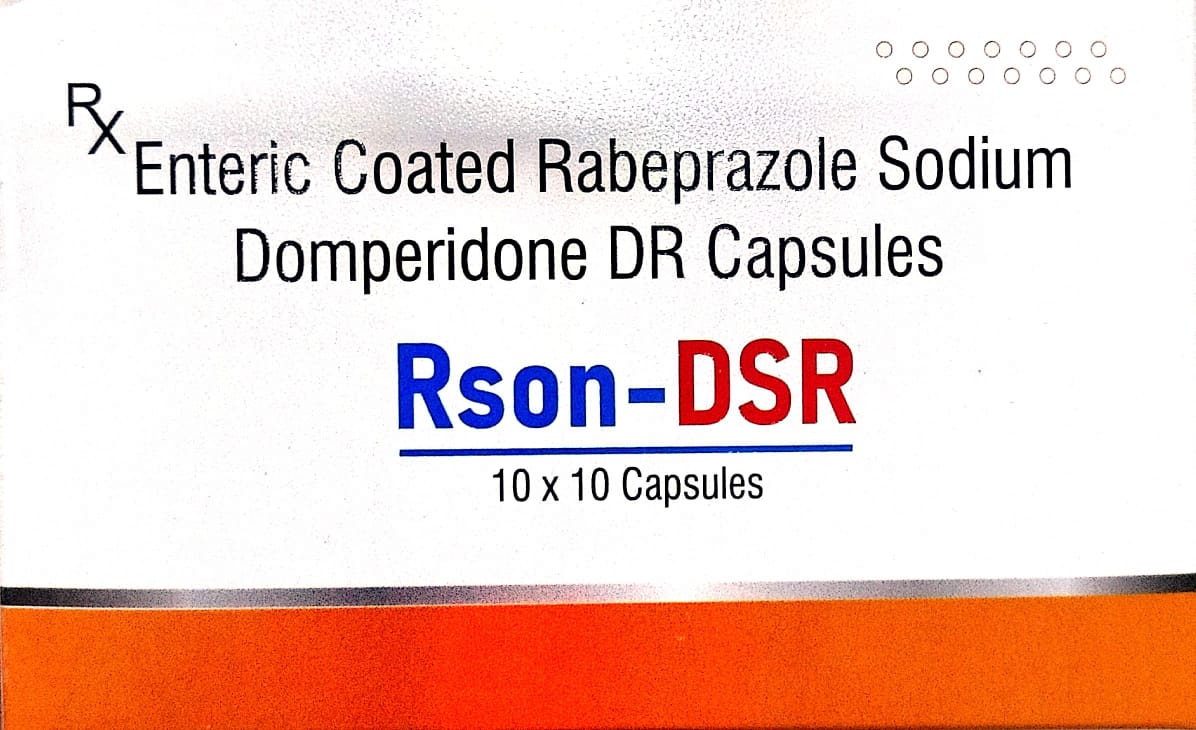 Rx
Enteric Coated Rabeprazole Sodium
Domperidone DR Capsules
Rson-DSR
10 x 10 Capsules